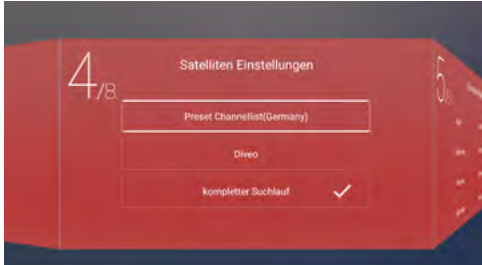 4/8
Satelliten Einstellungen
Preset Channellist(Germany)
Diveo
kompletter Suchlauf
5